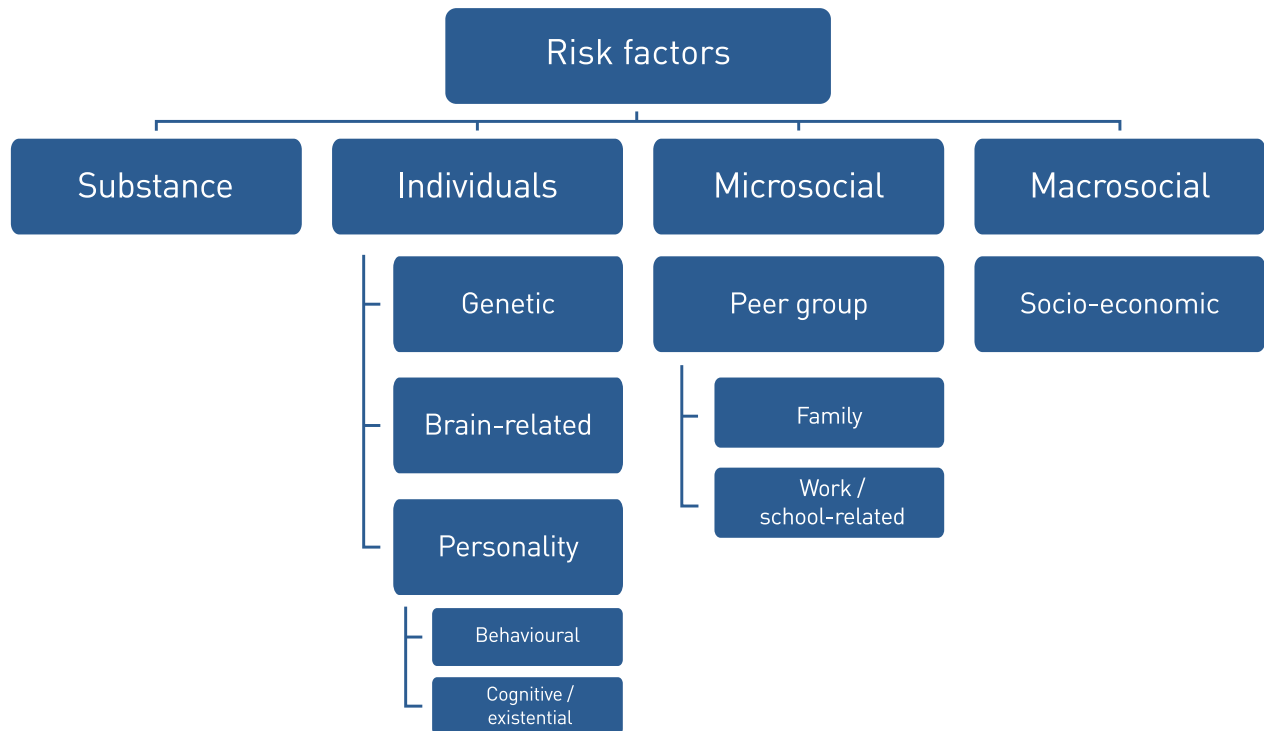 Risk factors
Substance
Individuals
Microsocial
Macrosocial
Genetic
Peer group
Socio-economic
Brain-related
Family
Work /
school-related
Personality
Behavioural
Cognitive /
existential